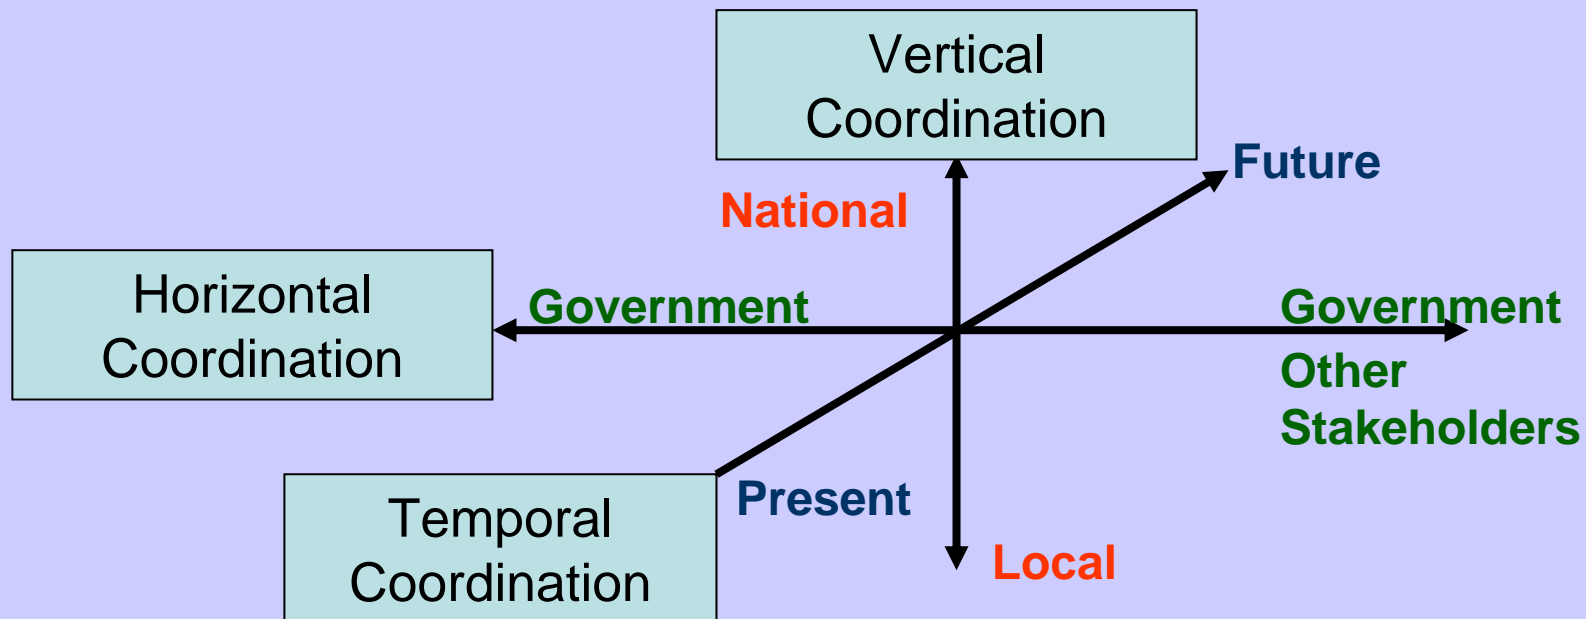 Vertical
Coordination
Future
National
Horizontal
Coordination
Government
Government
Other
Stakeholders
Temporal
Coordination
Present
Local